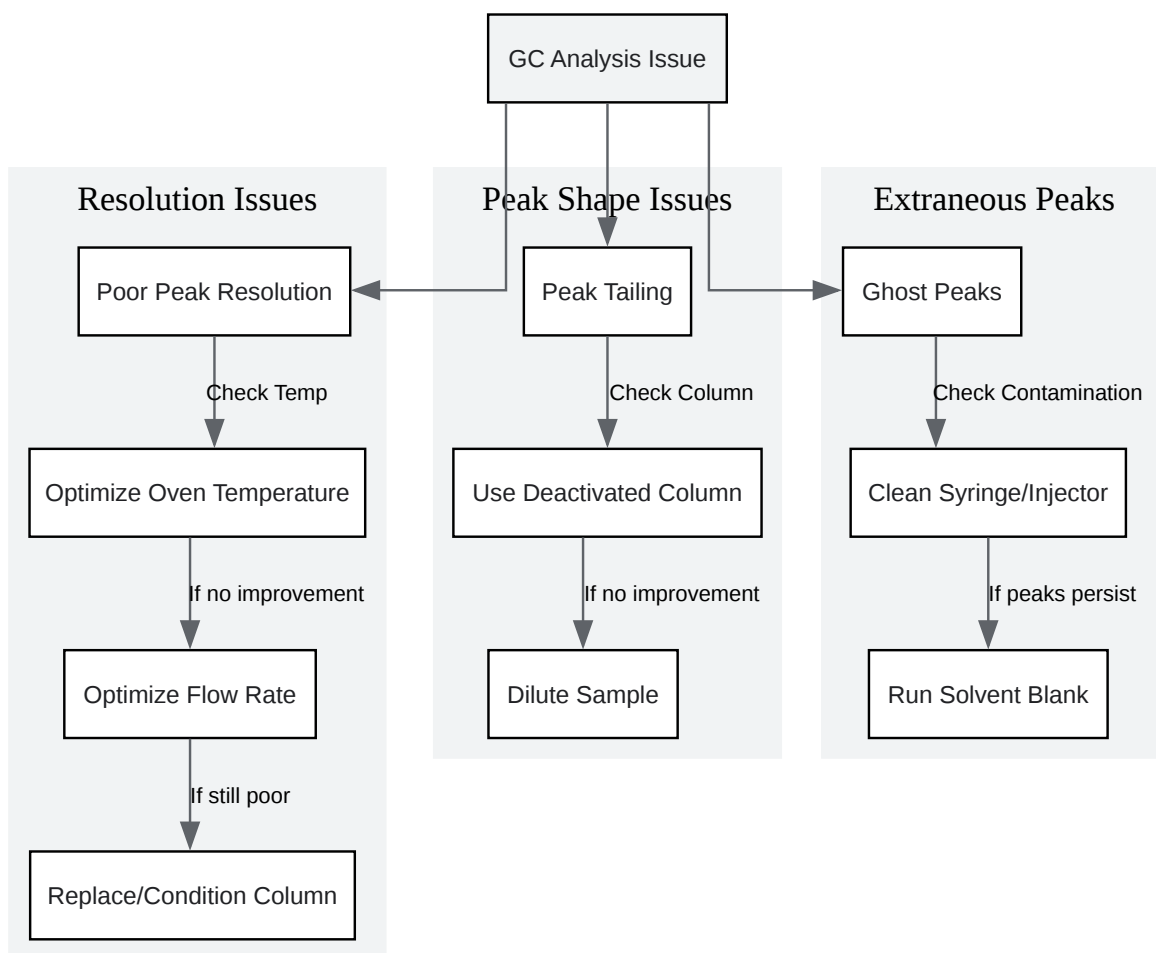 GC Analysis Issue
Resolution Issues
Poor Peak Resolution
Check Temp
Optimize Oven Temperature
If no improvement
Optimize Flow Rate
If still poor
Replace/Condition Column
Peak Shape Issues
Peak Tailing
Check Column
Use Deactivated Column
If no improvement
Dilute Sample
Extraneous Peaks
Ghost Peaks
Check Contamination
Clean Syringe/Injector
If peaks persist
Run Solvent Blank